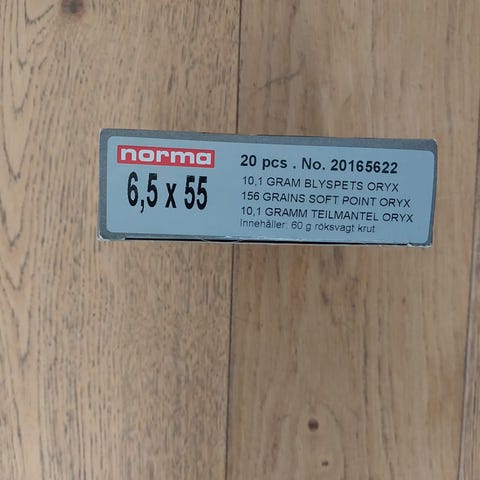 norma
6,5 x 55
20 pcs . No. 20165622
10,1 GRAM BLYSPETS ORYX
156 GRAINS SOFT POINT ORYX
10,1 GRAMM TEILMANTEL ORYX
Innehåller: 60 g röksvagt krut